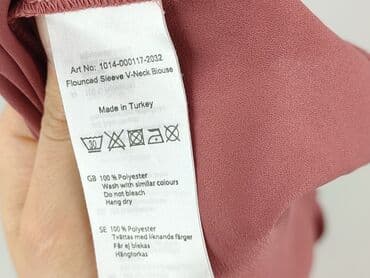 Art No: 1014-000117-2032
Flouncad Sleeve V-Neck Blouse
Made in Turkey
30
GB 100 % Polyester
Wash with similar colours
Do not bleach
Hang dry
SE 100 % Polyester
Tvättas med liknande färger
Får ej blekas
Hängtorkas